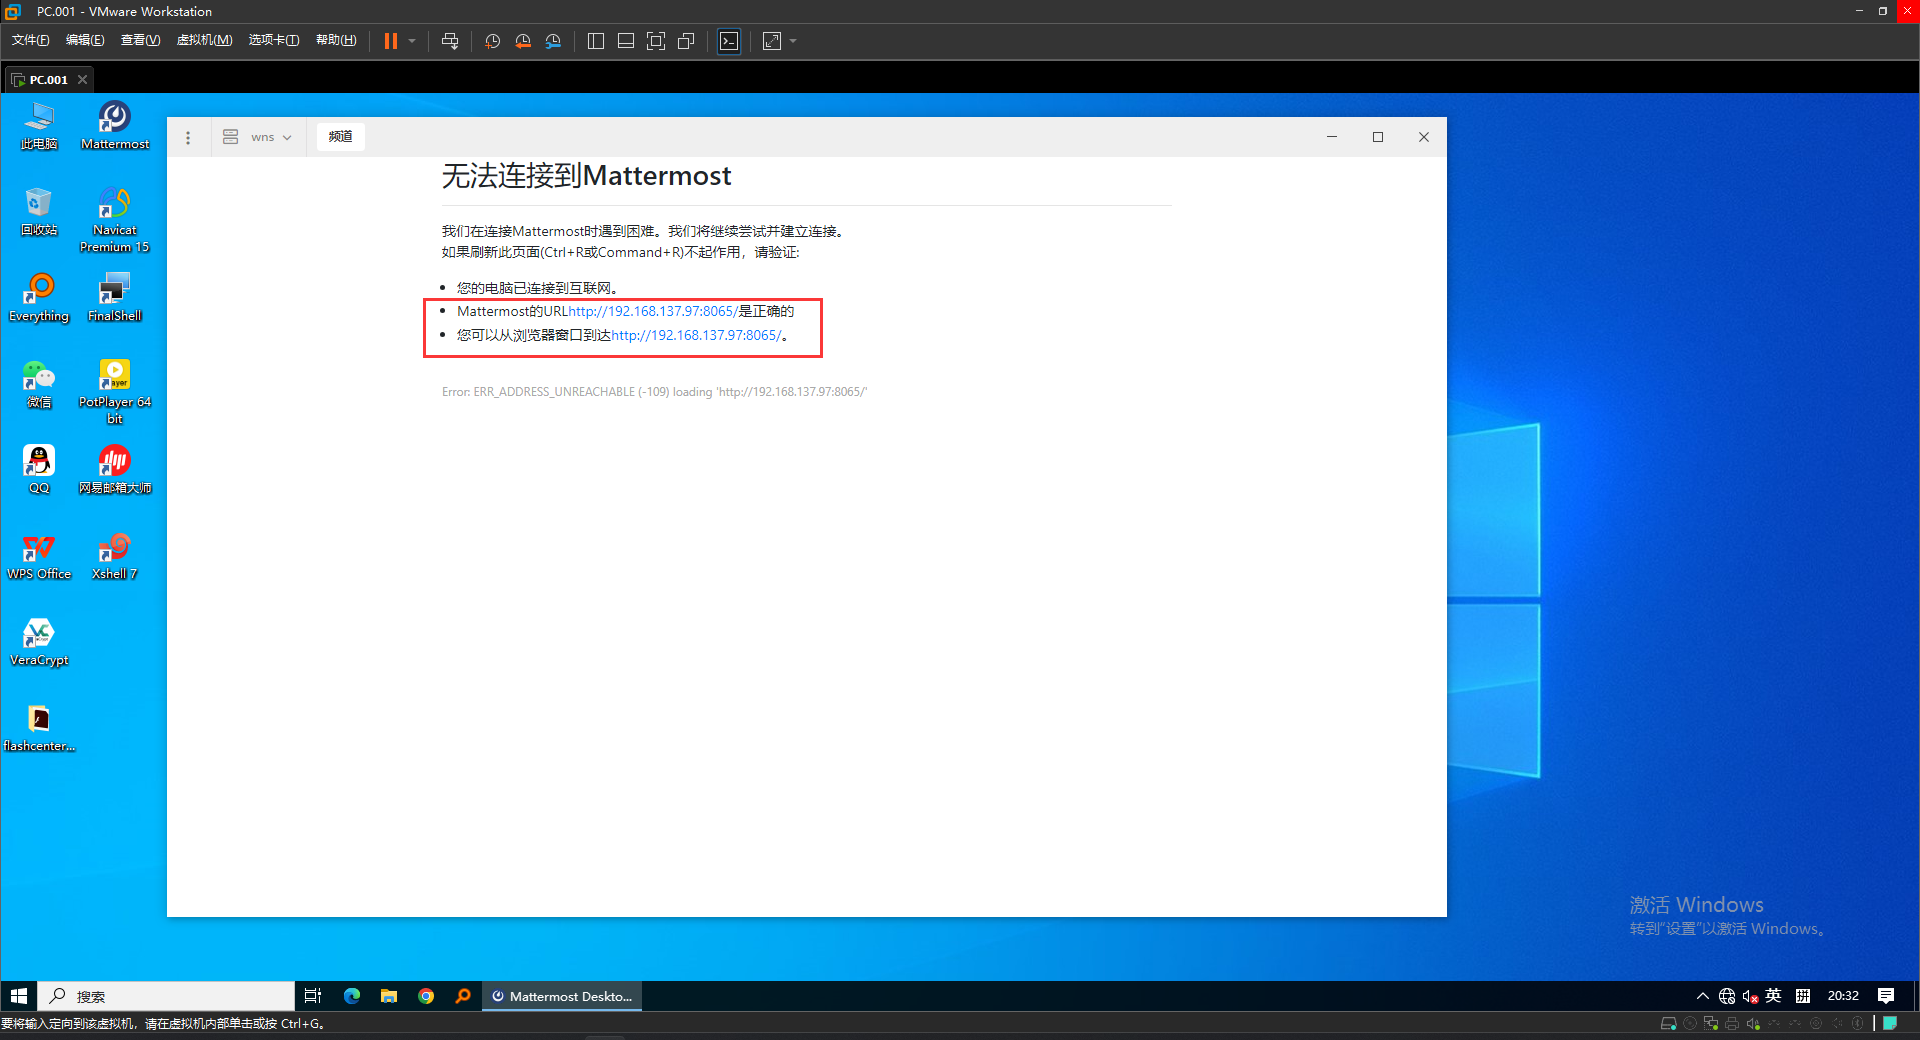 PC.001 - VMware Workstation
文件(F) 编辑(E) 查看(V) 虚拟机(M) 选项卡(T) 帮助(H)
PC.001
此电脑
Mattermost
回收站
Navicat
Premium 15
Everything
FinalShell
微信
PotPlayer 64
bit
QQ
网易邮箱大师
WPS Office
Xshell 7
VeraCrypt
flashcenter...
wns
频道
无法连接到Mattermost
我们在连接Mattermost时遇到困难。我们将继续尝试并建立连接。
如果刷新此页面(Ctrl+R或Command+R)不起作用，请验证:
您的电脑已连接到互联网。
Mattermost的URLhttp://192.168.137.97:8065/是正确的
您可以从浏览器窗口到达http://192.168.137.97:8065/。
Error: ERR_ADDRESS_UNREACHABLE (-109) loading 'http://192.168.137.97:8065/'
激活 Windows
转到"设置"以激活 Windows。
搜索
Mattermost Deskto...
英
拼
20:32
要将输入定向到该虚拟机，请在虚拟机内部单击或按 Ctrl+G。